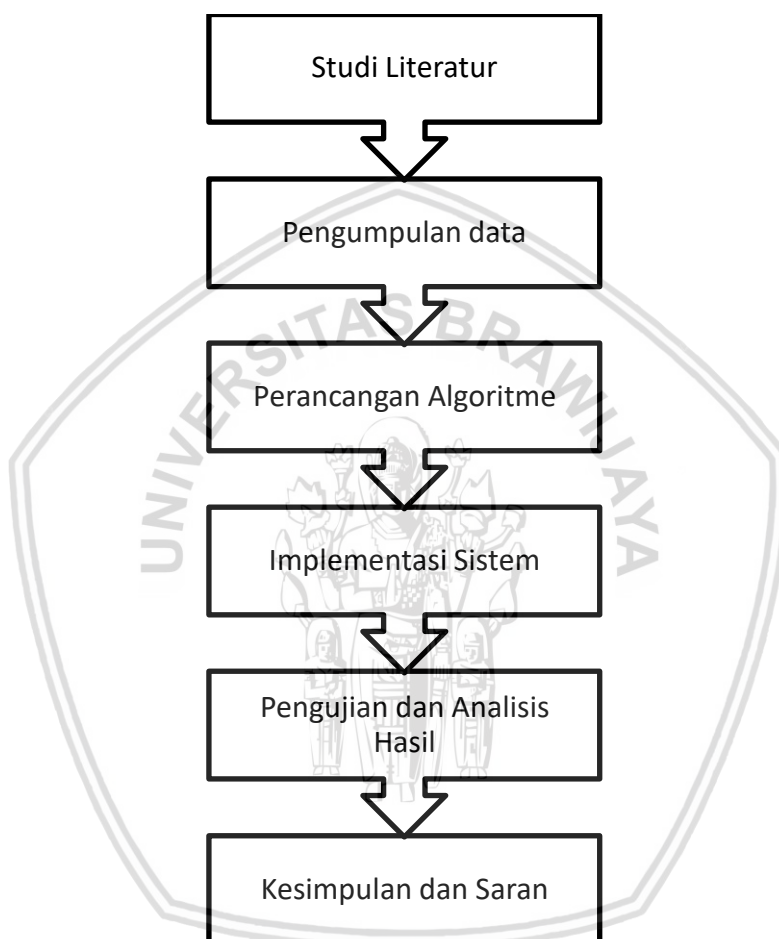 Studi Literatur
Pengumpulan data
UNIVERSITAS BRAWIJAYA
Perancangan Algoritme
Implementasi Sistem
Pengujian dan Analisis
Hasil
Kesimpulan dan Saran